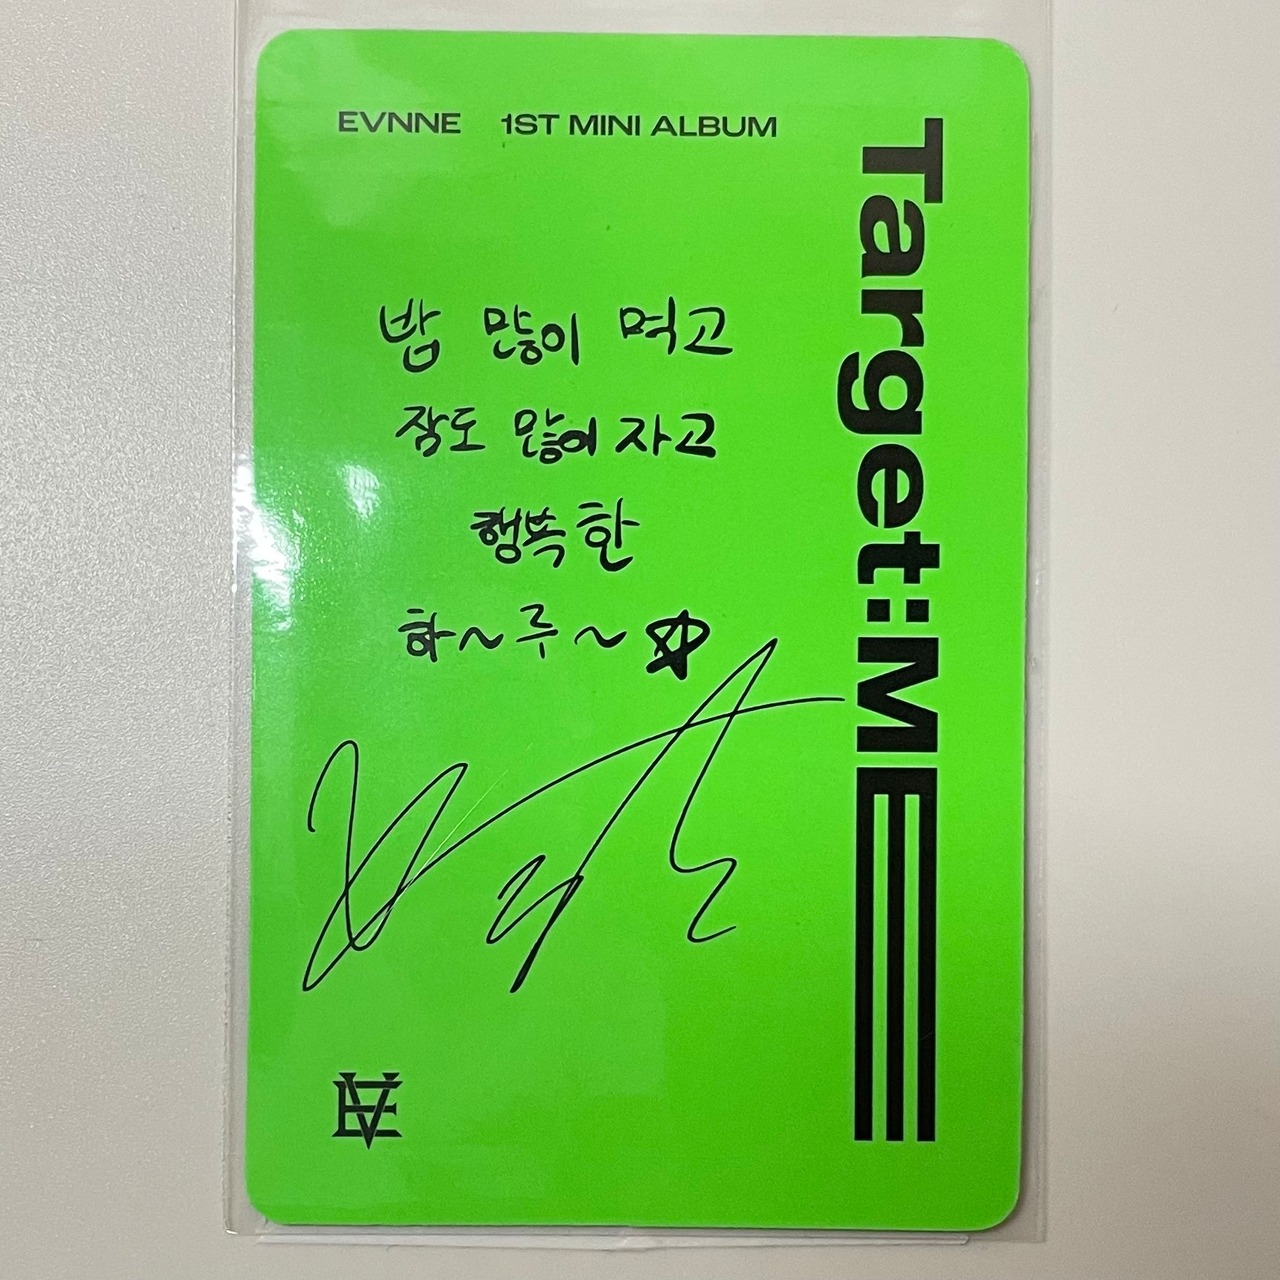 EVNNE 1ST MINI ALBUM
밥 많이 먹고
잠도 많이 자고
행복한
하~루~☆
Target:ME